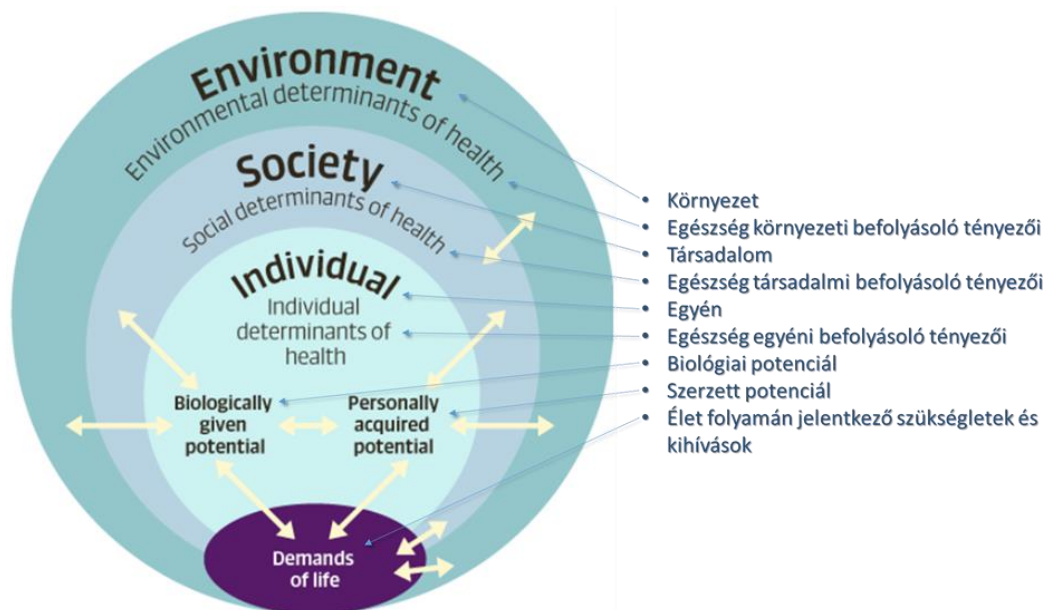 Environment
Environmental determinants of health
Society
Social determinants of health
Individual
Individual
determinants of
health
Biologically
given
potential
Personally
acquired
potential
Demands
of life
• Környezet
• Egészség környezeti befolyásoló tényezői
• Társadalom
• Egészség társadalmi befolyásoló tényezői
• Egyén
• Egészség egyéni befolyásoló tényezői
• Biológiai potenciál
• Szerzett potenciál
• Élet folyamán jelentkező szükségletek és
kihívások